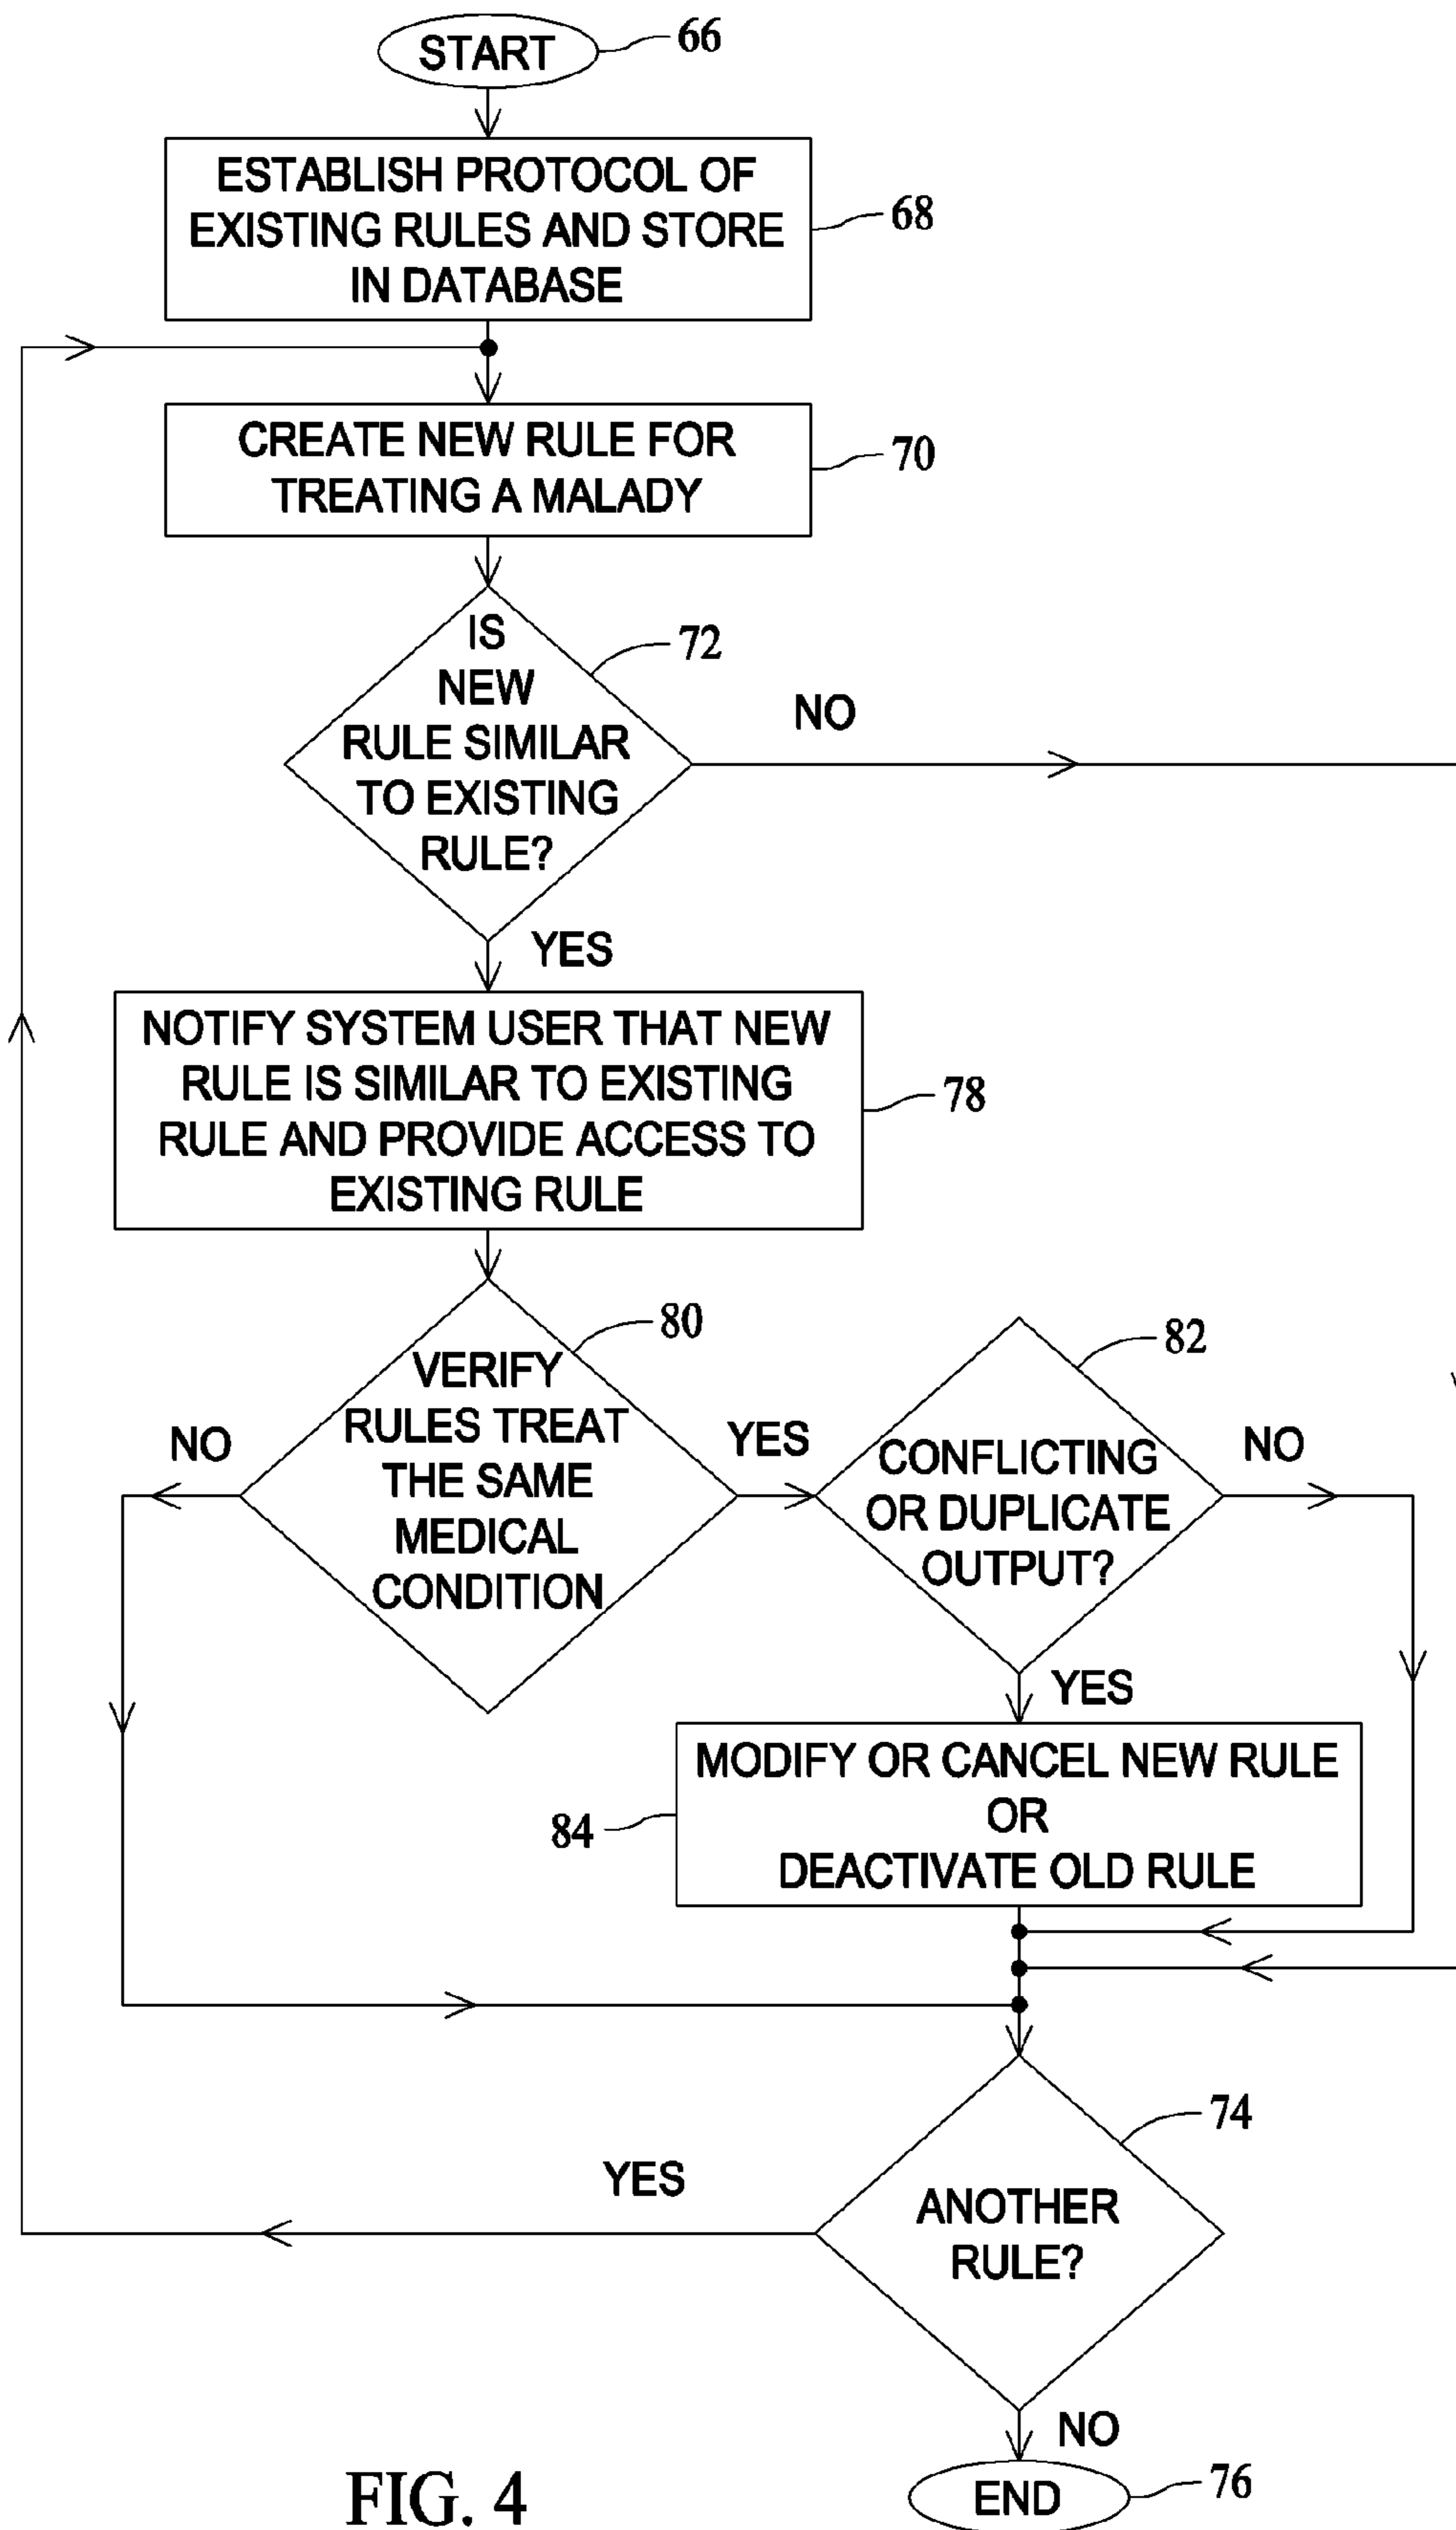 START
66
ESTABLISH PROTOCOL OF
EXISTING RULES AND STORE
IN DATABASE
68
CREATE NEW RULE FOR
TREATING A MALADY
70
IS
NEW
RULE SIMILAR
TO EXISTING
RULE?
72
NO
YES
NOTIFY SYSTEM USER THAT NEW
RULE IS SIMILAR TO EXISTING
RULE AND PROVIDE ACCESS TO
EXISTING RULE
78
VERIFY
RULES TREAT
THE SAME
MEDICAL
CONDITION
80
NO
YES
CONFLICTING
OR DUPLICATE
OUTPUT?
82
NO
YES
MODIFY OR CANCEL NEW RULE
OR
DEACTIVATE OLD RULE
84
ANOTHER
RULE?
74
YES
NO
END
76
FIG. 4